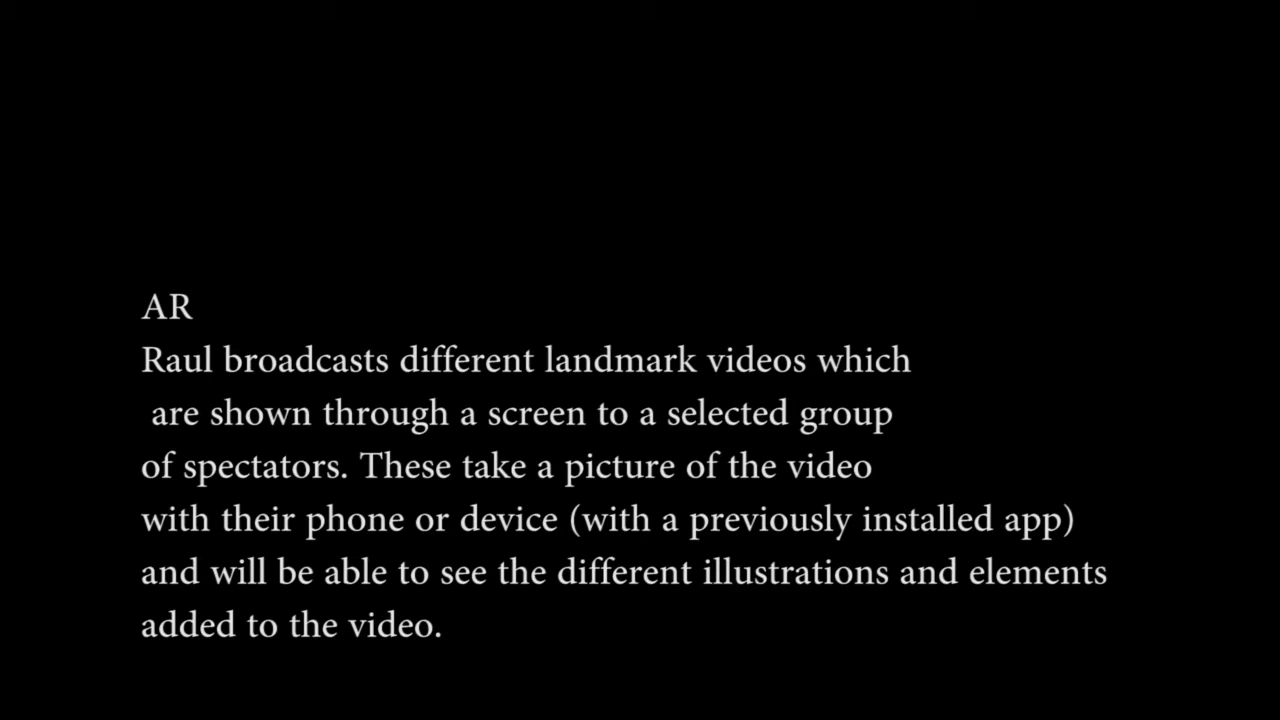 AR
Raul broadcasts different landmark videos which
are shown through a screen to a selected group
of spectators. These take a picture of the video
with their phone or device (with a previously installed app)
and will be able to see the different illustrations and elements
added to the video.